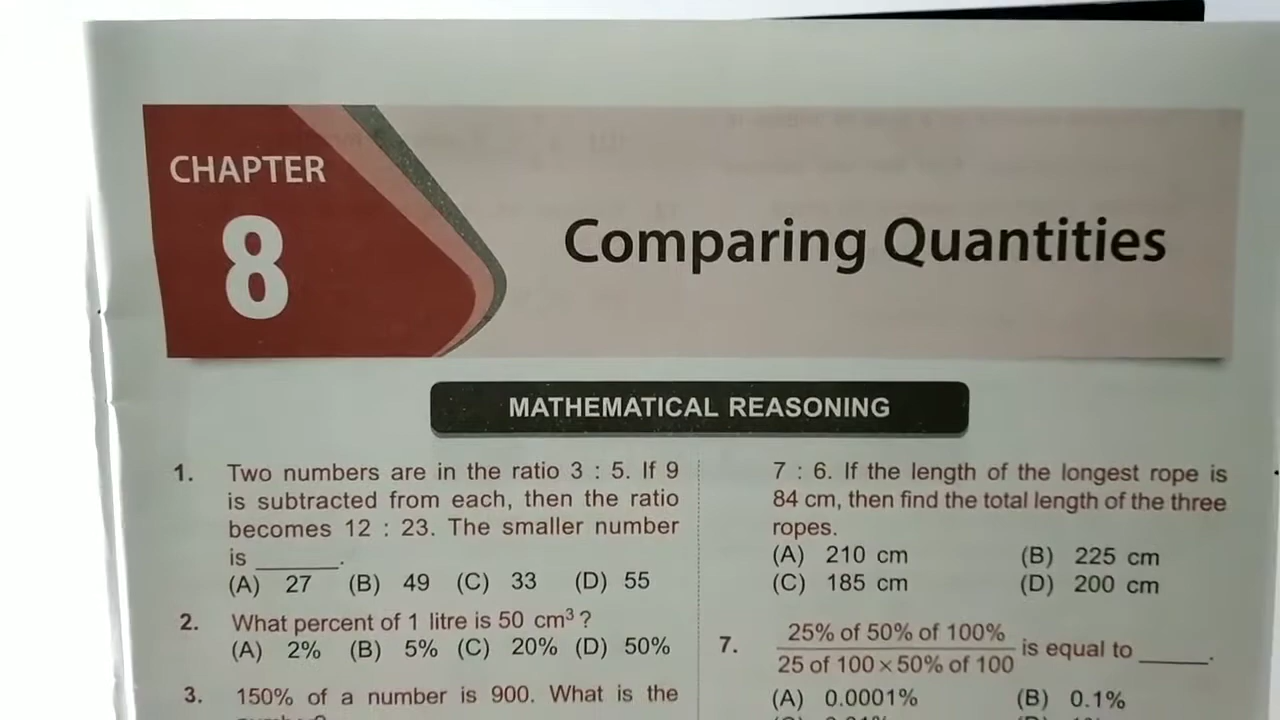 CHAPTER
8
Comparing Quantities
MATHEMATICAL REASONING
1. Two numbers are in the ratio 3 : 5. If 9
is subtracted from each, then the ratio
becomes 12 : 23. The smaller number
is ______.
(A) 27 (B) 49 (C) 33 (D) 55
2. What percent of 1 litre is 50 cm³ ?
(A) 2% (B) 5% (C) 20% (D) 50%
3. 150% of a number is 900. What is the
7 : 6. If the length of the longest rope is
84 cm, then find the total length of the three
ropes.
(A) 210 cm (B) 225 cm
(C) 185 cm (D) 200 cm
7. 25% of 50% of 100%
25 of 100 × 50% of 100 is equal to ______.
(A) 0.0001% (B) 0.1%